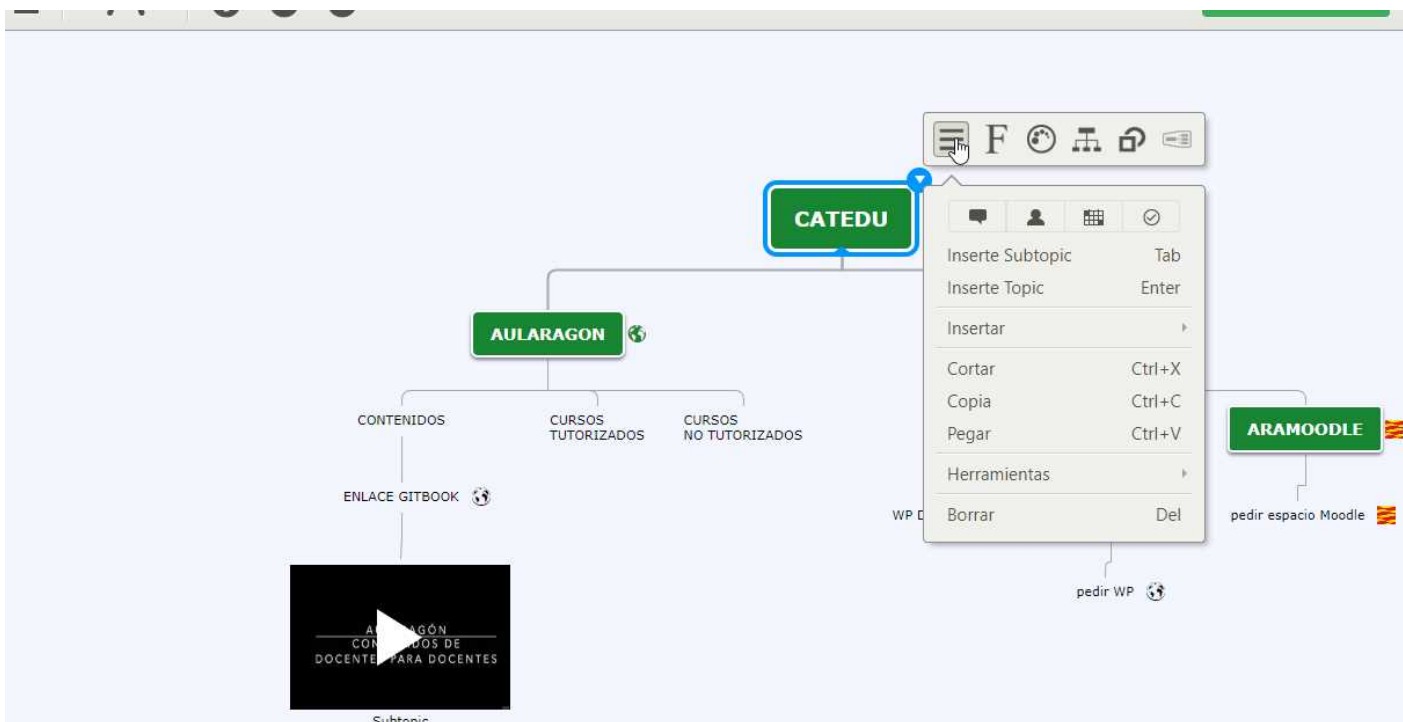 F
CATEDU
Inserte Subtopic Tab
Inserte Topic Enter
Insertar
Cortar Ctrl+X
Copia Ctrl+C
Pegar Ctrl+V
Herramientas
Borrar Del
AULARAGON
CONTENIDOS
CURSOS
TUTORIZADOS
CURSOS
NO TUTORIZADOS
ENLACE GITBOOK
DOCENTES PARA DOCENTES
Subtopic
WP
pedir WP
ARAMOODLE
pedir espacio Moodle